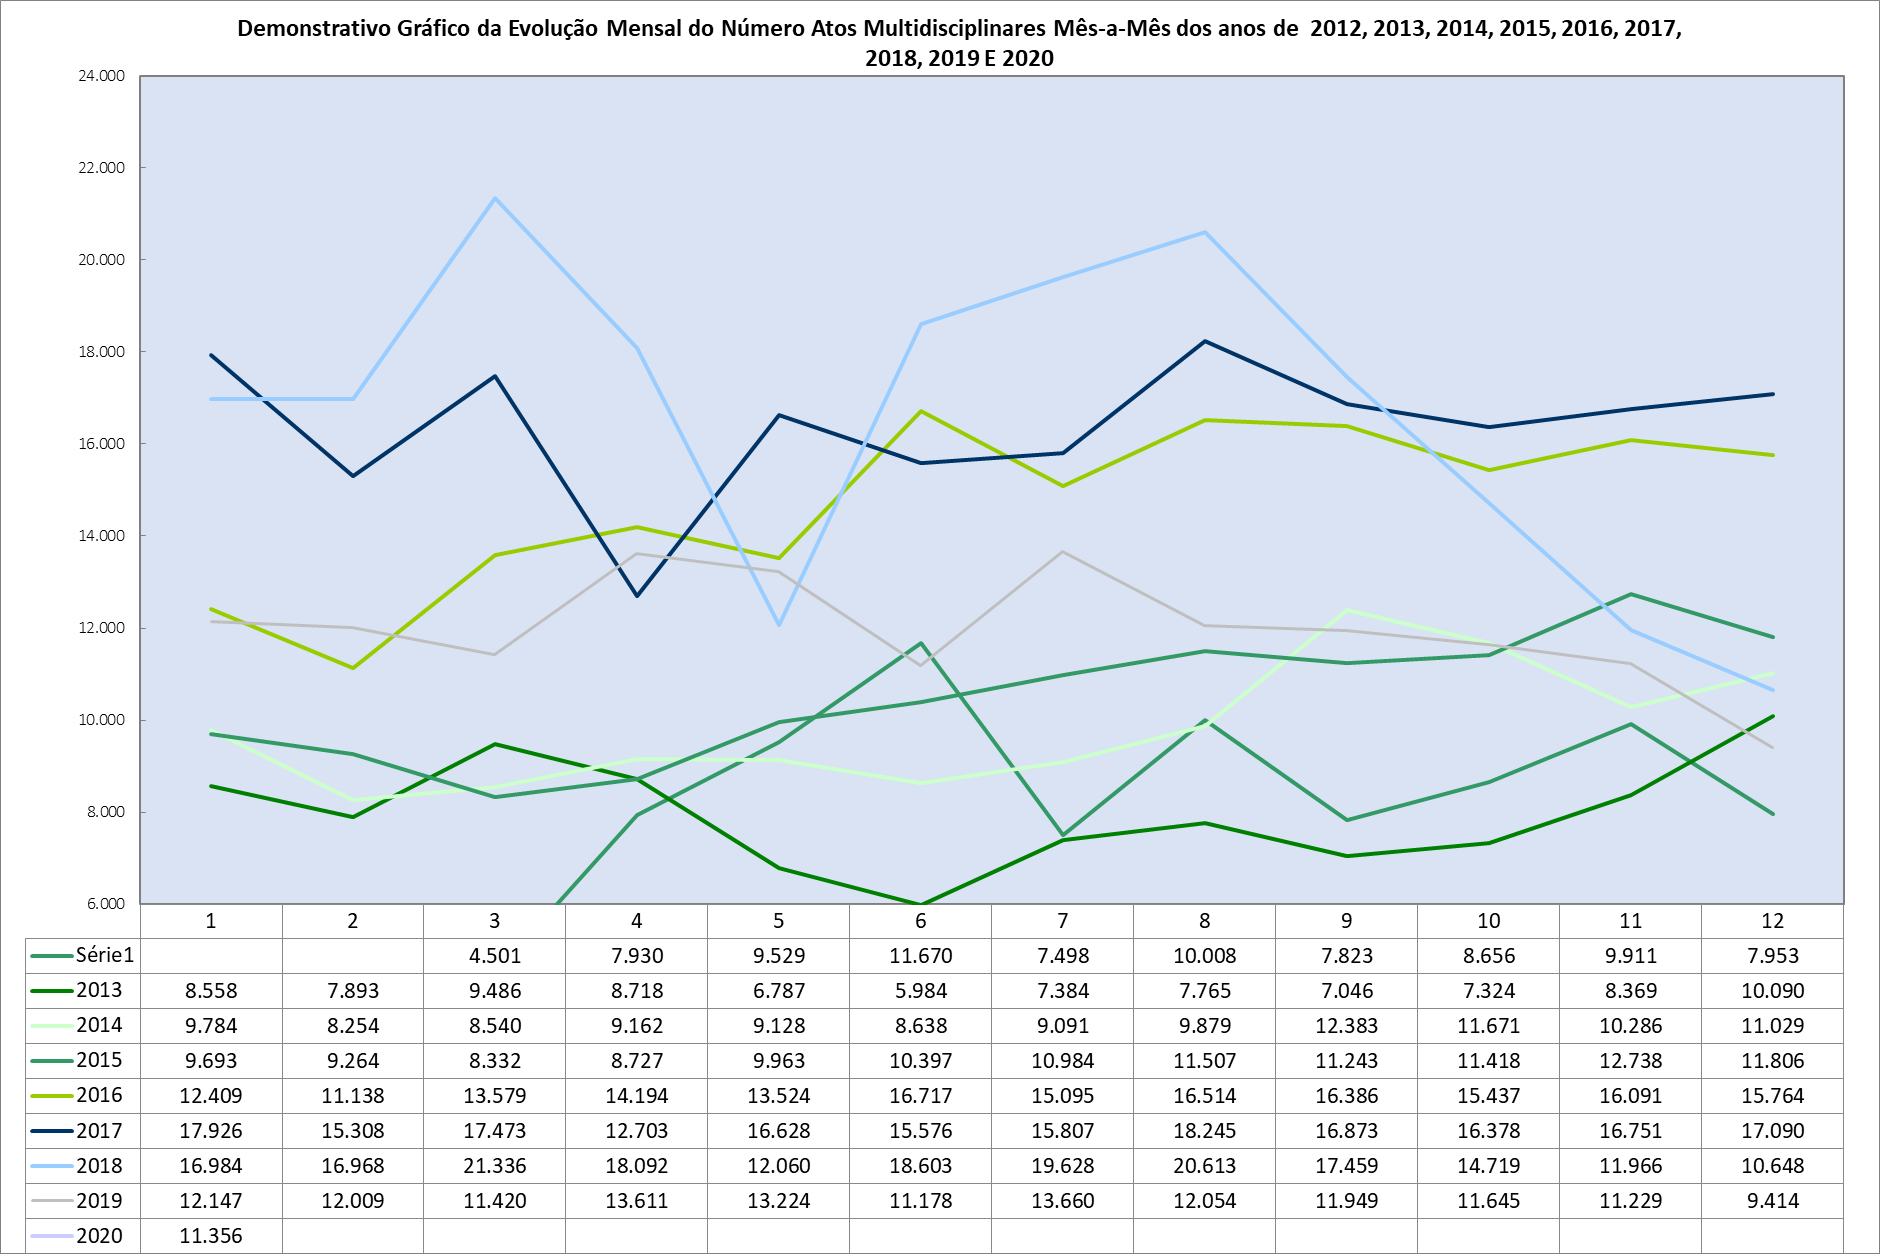 Demonstrativo Gráfico da Evolução Mensal do Número Atos Multidisciplinares Mês-a-Mês dos anos de 2012, 2013, 2014, 2015, 2016, 2017,
2018, 2019 E 2020
24.000
22.000
20.000
18.000
16.000
14.000
12.000
10.000
8.000
6.000
1 2 3 4 5 6 7 8 9 10 11 12
Série1 4.501 7.930 9.529 11.670 7.498 10.008 7.823 8.656 9.911 7.953
2013 8.558 7.893 9.486 8.718 6.787 5.984 7.384 7.765 7.046 7.324 8.369 10.090
2014 9.784 8.254 8.540 9.162 9.128 8.638 9.091 9.879 12.383 11.671 10.286 11.029
2015 9.693 9.264 8.332 8.727 9.963 10.397 10.984 11.507 11.243 11.418 12.738 11.806
2016 12.409 11.138 13.579 14.194 13.524 16.717 15.095 16.514 16.386 15.437 16.091 15.764
2017 17.926 15.308 17.473 12.703 16.628 15.576 15.807 18.245 16.873 16.378 16.751 17.090
2018 16.984 16.968 21.336 18.092 12.060 18.603 19.628 20.613 17.459 14.719 11.966 10.648
2019 12.147 12.009 11.420 13.611 13.224 11.178 13.660 12.054 11.949 11.645 11.229 9.414
2020 11.356